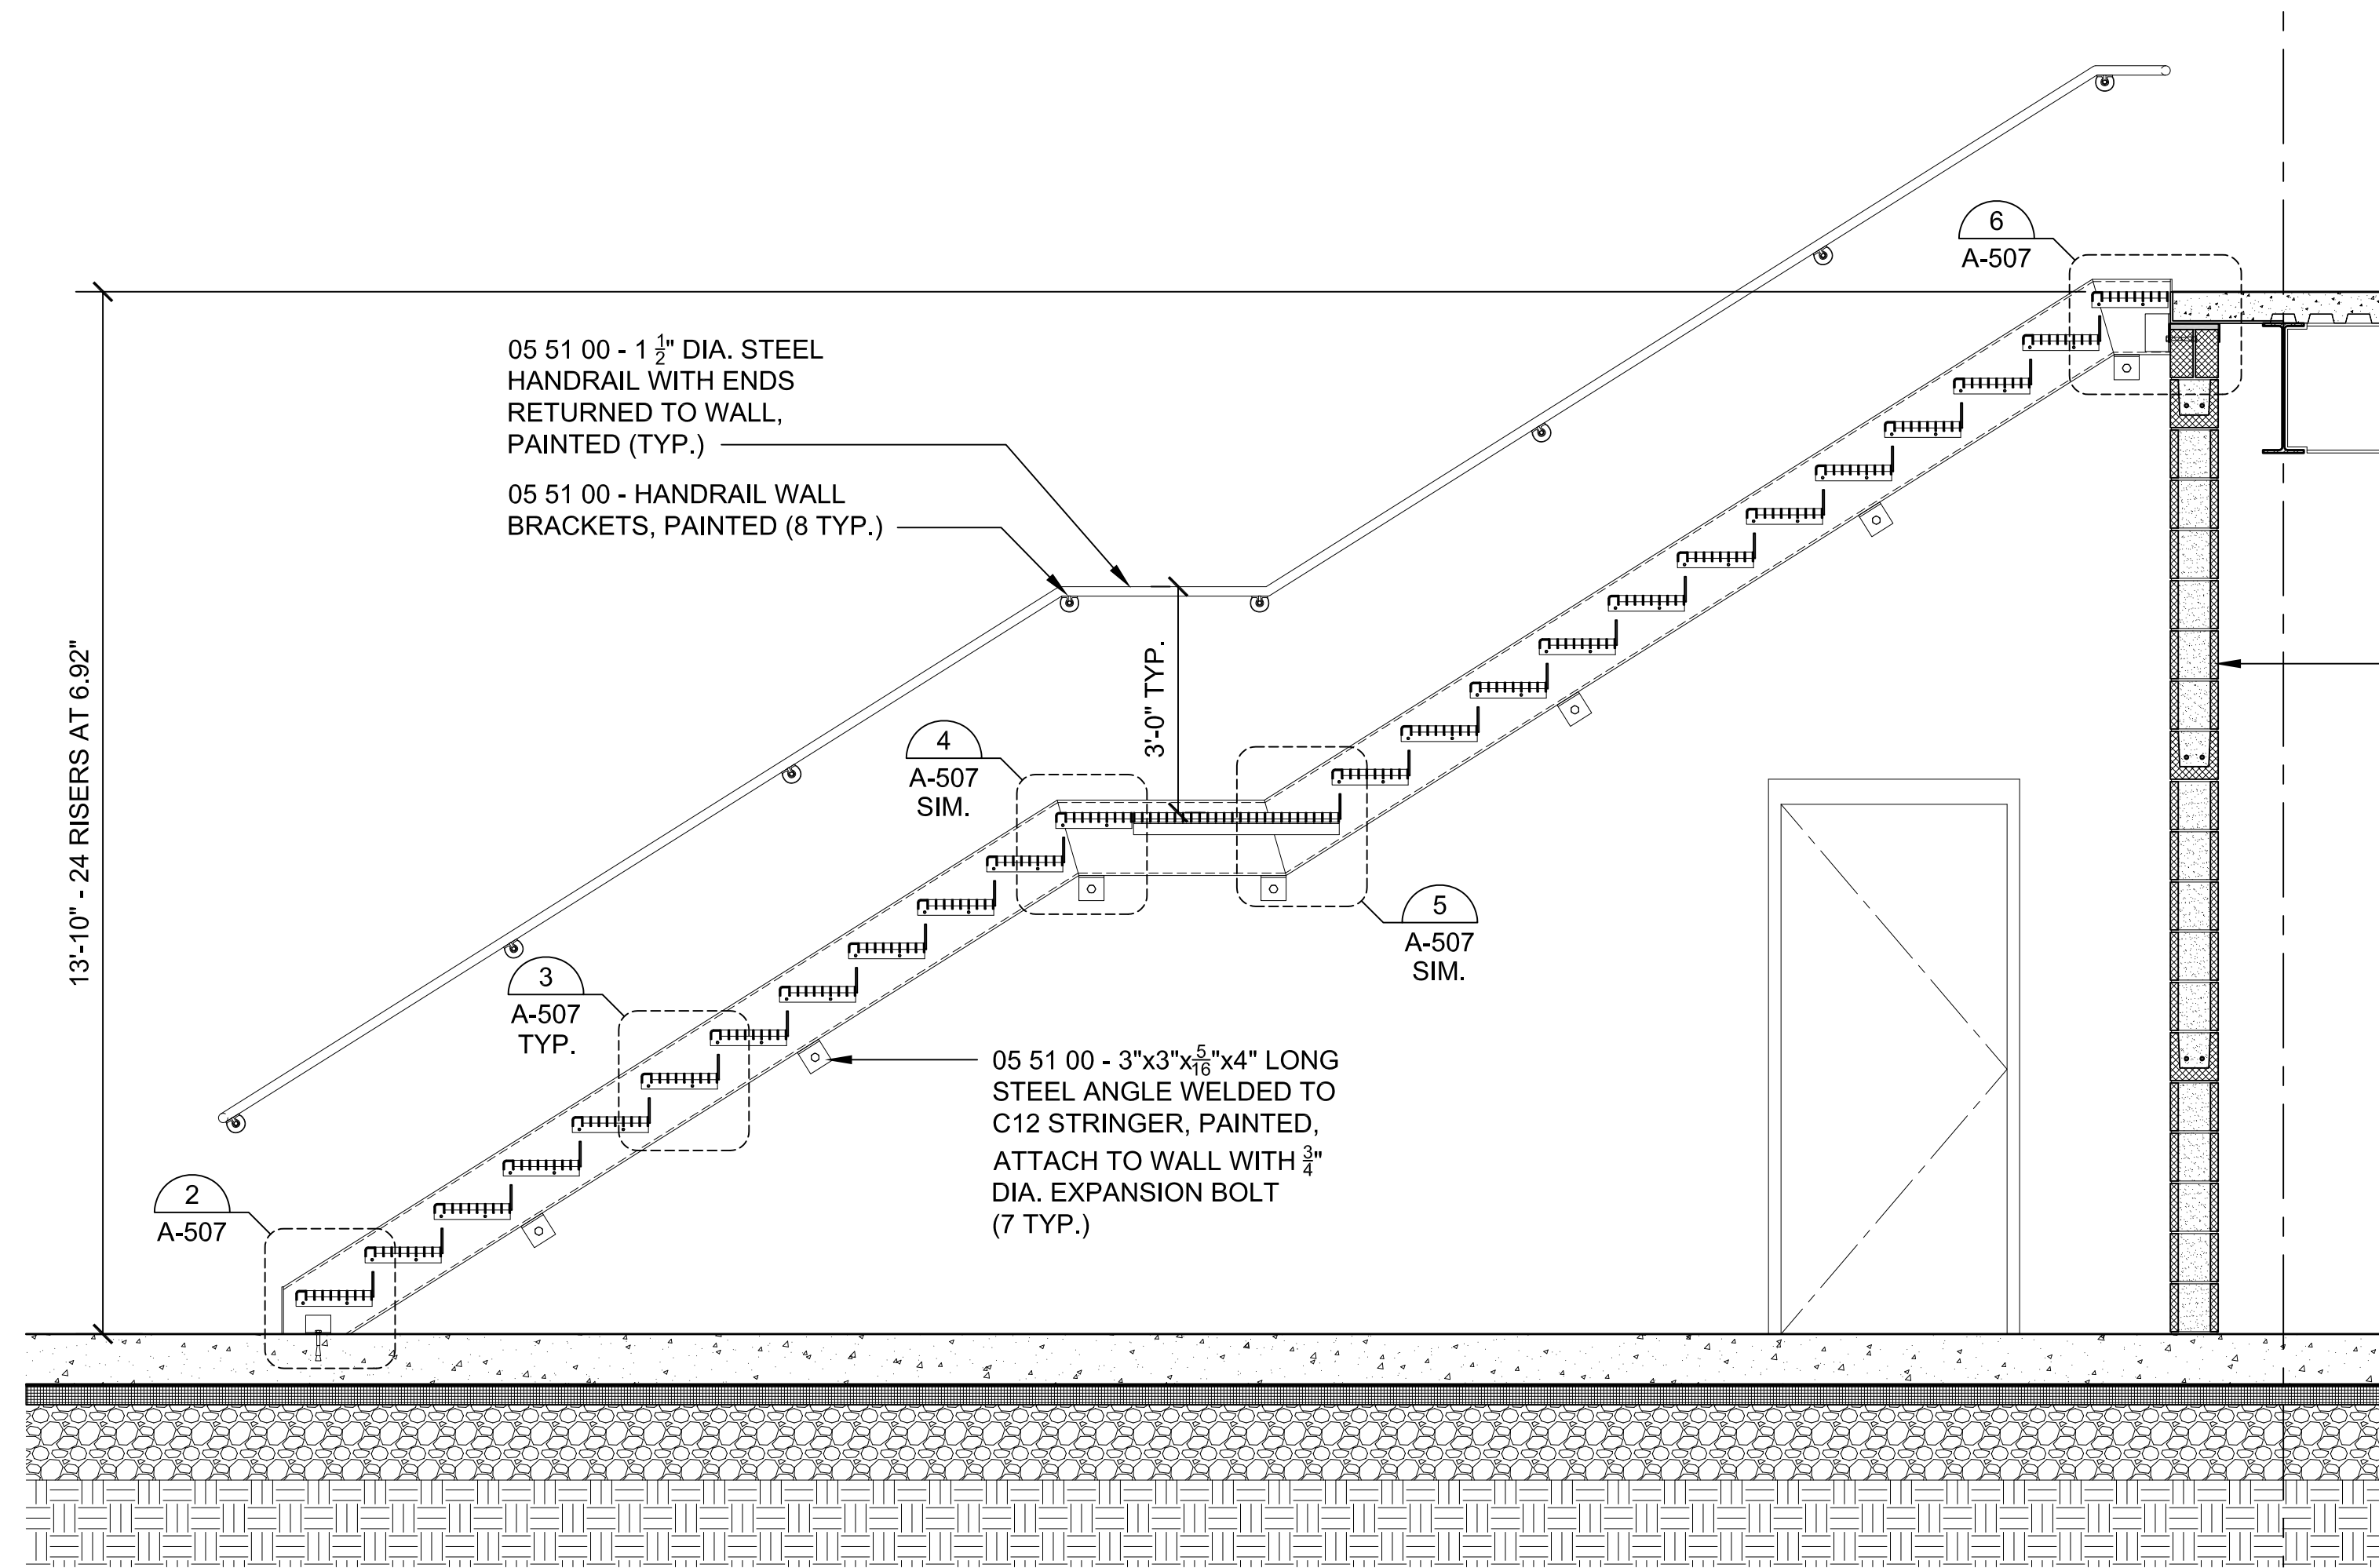 6
A-507
05 51 00 - 1 1/2" DIA. STEEL
HANDRAIL WITH ENDS
RETURNED TO WALL,
PAINTED (TYP.)
05 51 00 - HANDRAIL WALL
BRACKETS, PAINTED (8 TYP.)
13'-10" - 24 RISERS AT 6.92"
3'-0" TYP.
4
A-507
SIM.
5
A-507
SIM.
3
A-507
TYP.
05 51 00 - 3"x3"x5/16"x4" LONG
STEEL ANGLE WELDED TO
C12 STRINGER, PAINTED,
ATTACH TO WALL WITH 3/4"
DIA. EXPANSION BOLT
(7 TYP.)
2
A-507